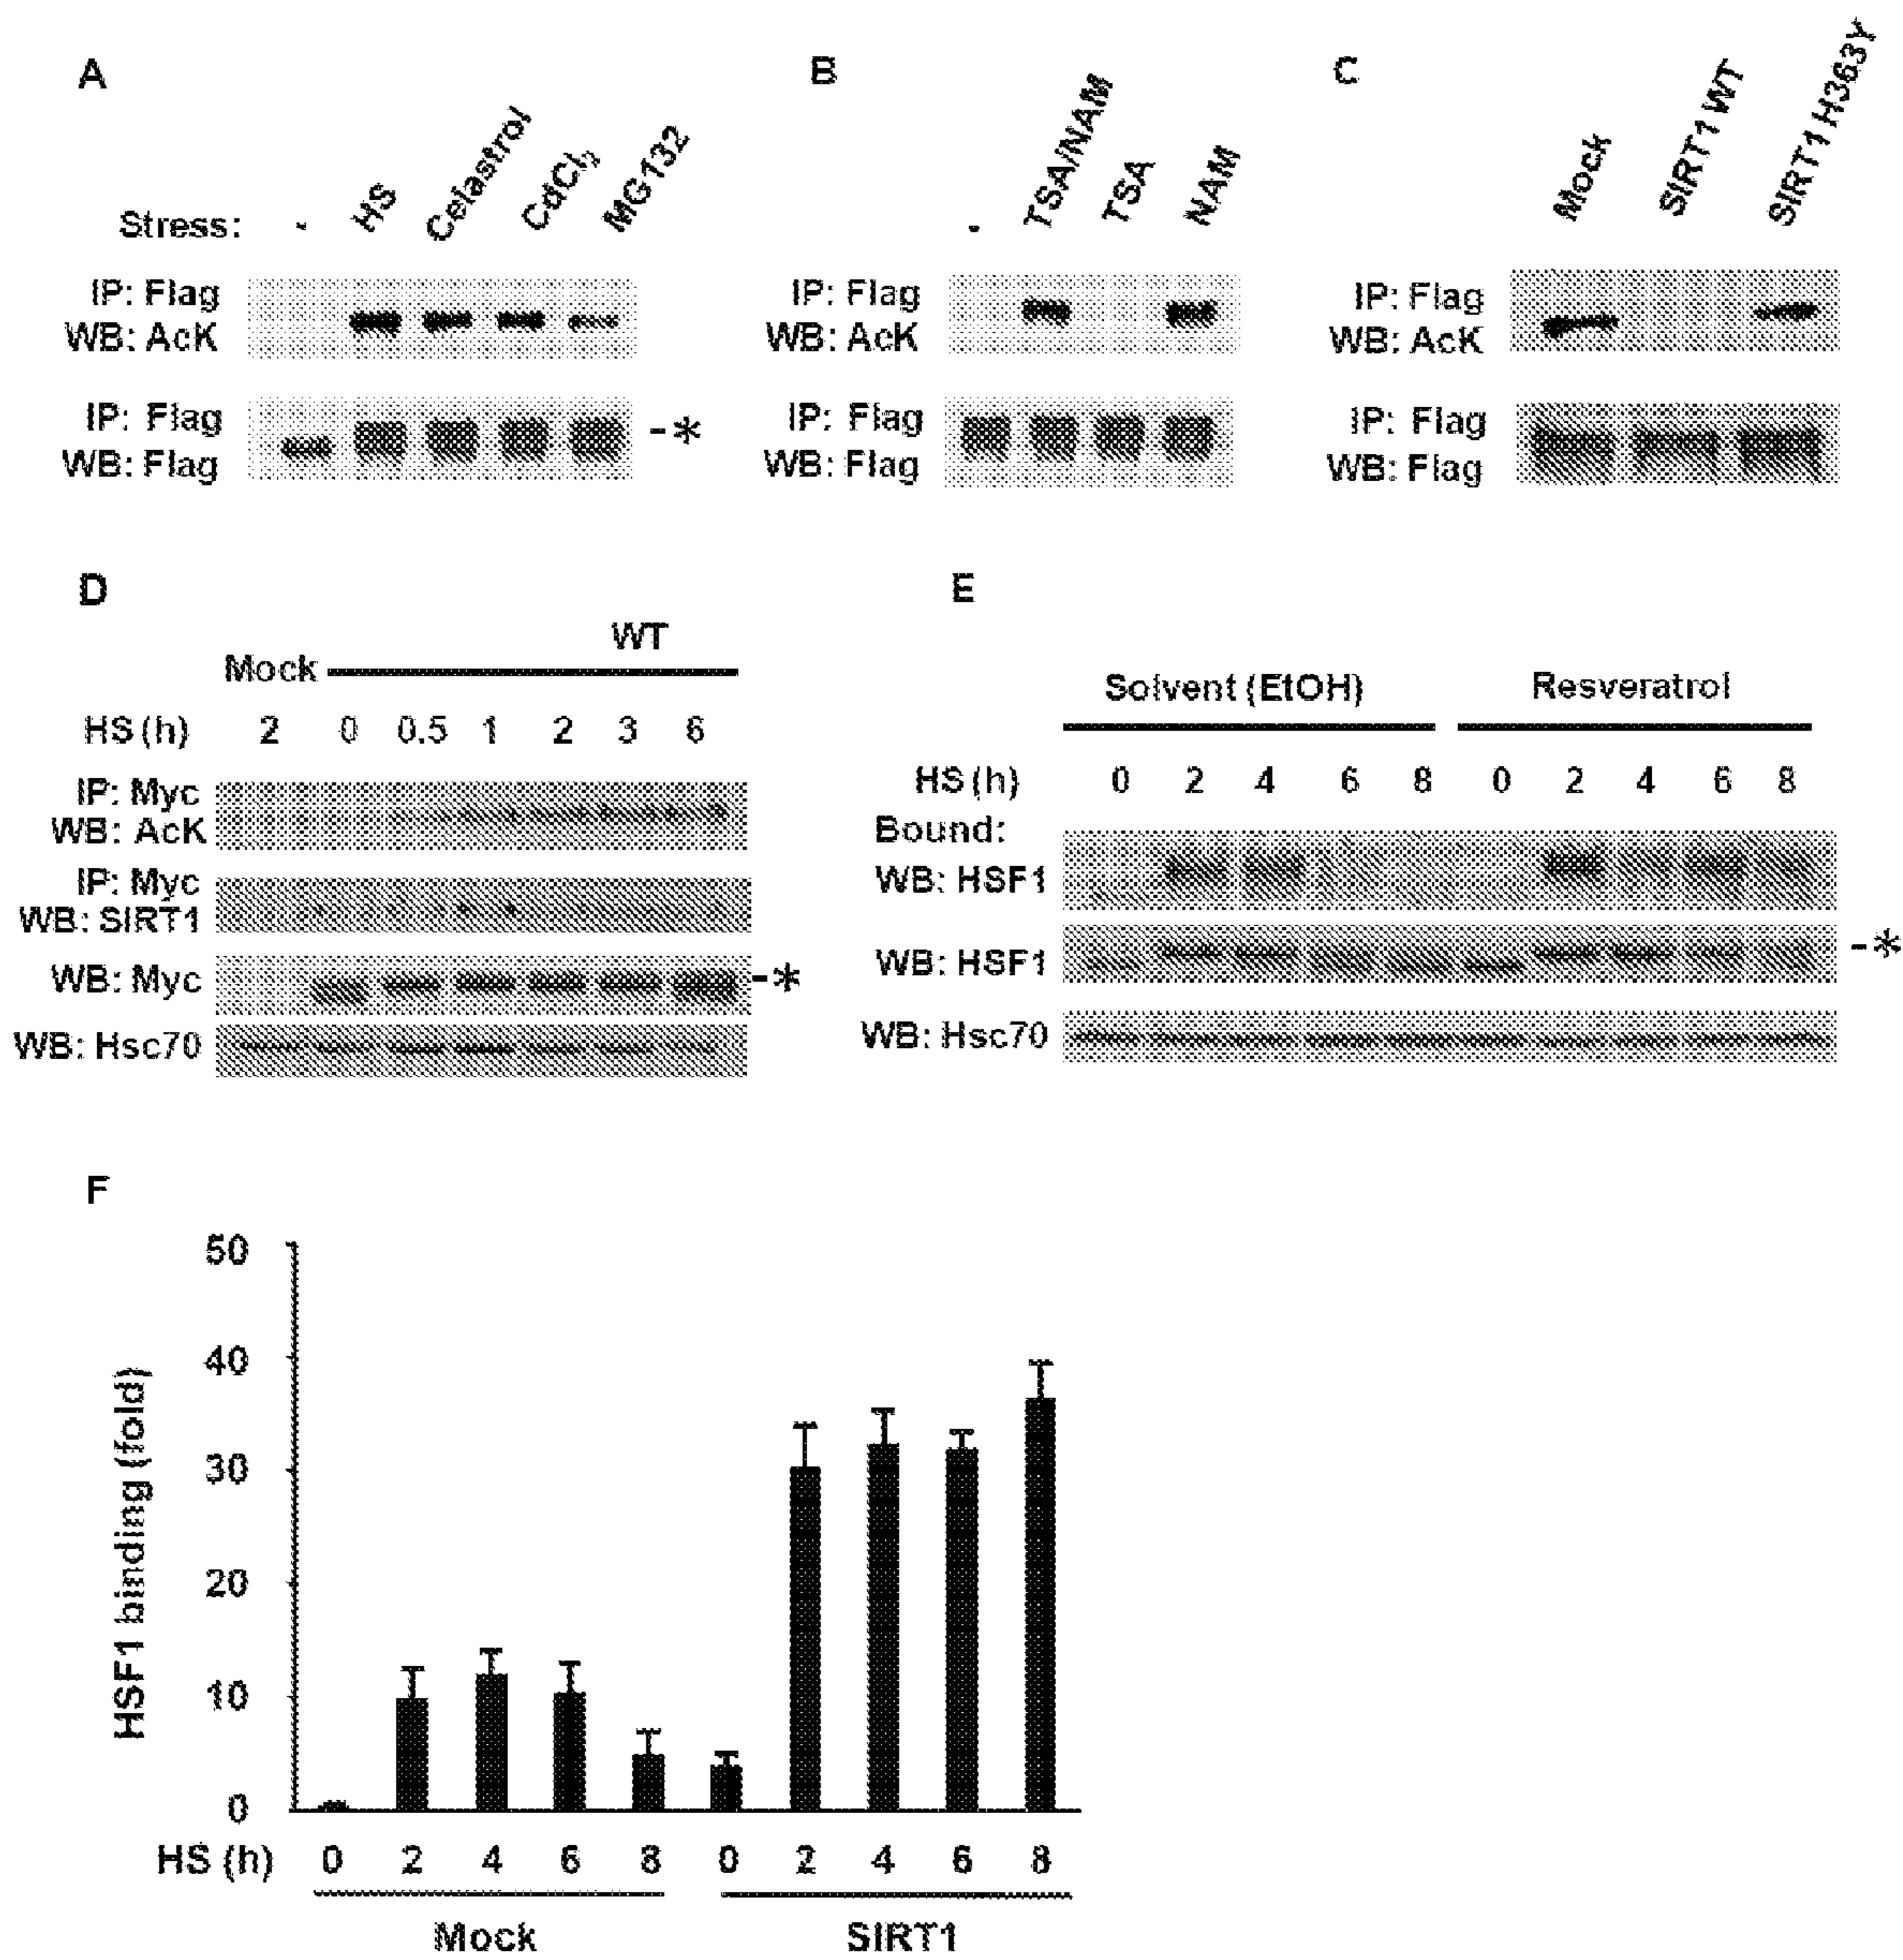 A
Stress: - HS Celastrol CdCl₂ MG132
IP: Flag
WB: AcK
IP: Flag
WB: Flag
-*
B
- TSA/NAM TSA NAM
IP: Flag
WB: AcK
IP: Flag
WB: Flag
C
Mock SIRT1 WT SIRT1 H363Y
IP: Flag
WB: AcK
IP: Flag
WB: Flag
D
WT
Mock
HS (h) 2 0 0.5 1 2 3 6
IP: Myc
WB: AcK
IP: Myc
WB: SIRT1
WB: Myc
-*
WB: Hsc70
E
Solvent (EtOH) Resveratrol
HS (h) 0 2 4 6 8 0 2 4 6 8
Bound:
WB: HSF1
WB: HSF1
-*
WB: Hsc70
F
HSF1 binding (fold)
50
40
30
20
10
0
HS (h) 0 2 4 6 8 0 2 4 6 8
Mock SIRT1